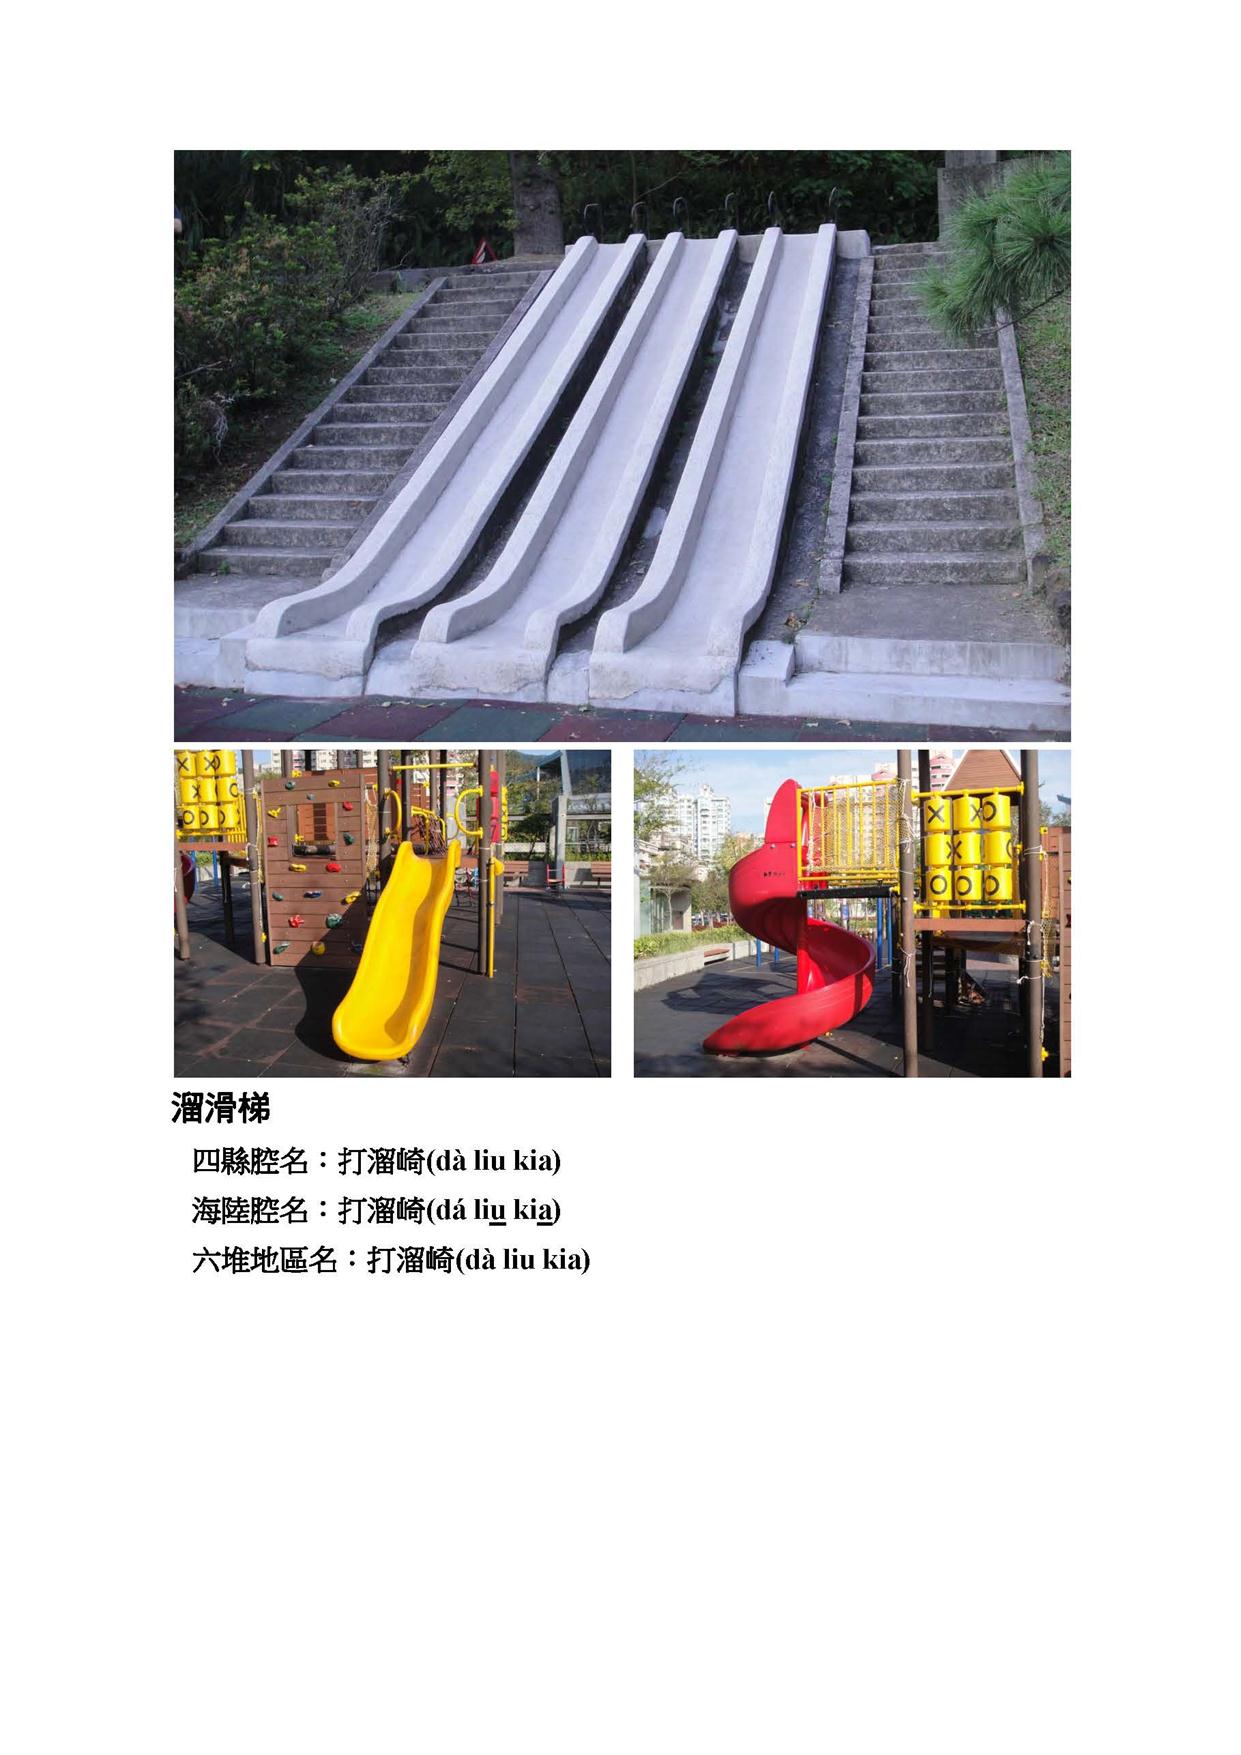 溜滑梯
四縣腔名：打溜崎(dà liu kia)
海陸腔名：打溜崎(dá liu kia)
六堆地區名：打溜崎(dà liu kia)